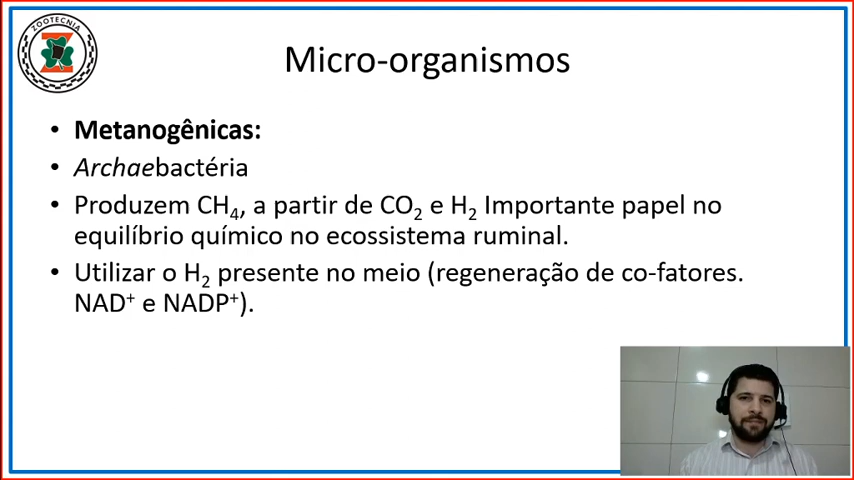 ZOOTECNIA
Z
Micro-organismos
• Metanogênicas:
• Archaebactéria
• Produzem CH₄, a partir de CO₂ e H₂ Importante papel no
equilíbrio químico no ecossistema ruminal.
• Utilizar o H₂ presente no meio (regeneração de co-fatores.
NAD⁺ e NADP⁺).